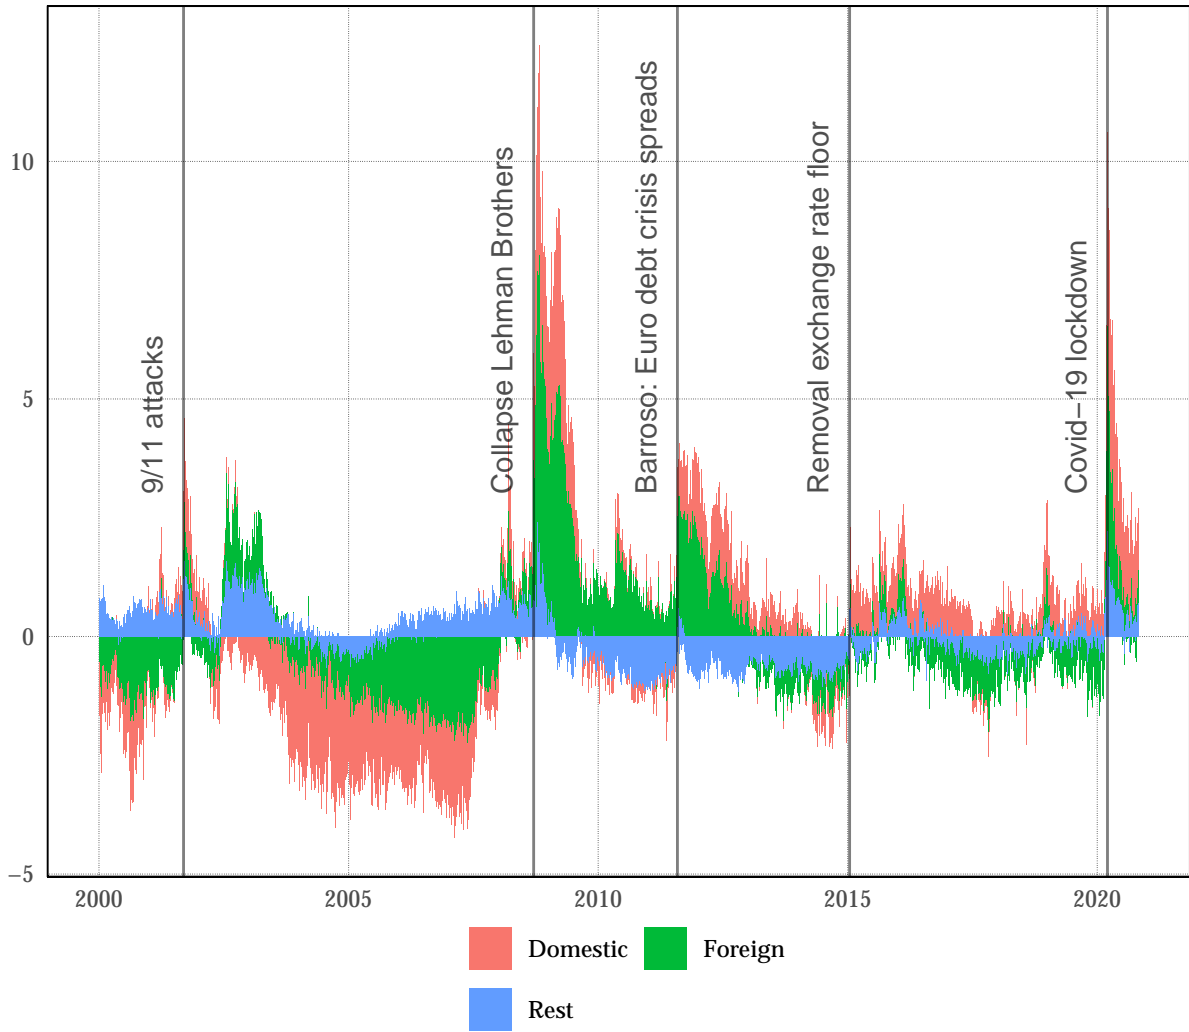 10
5
0
−5
9/11 attacks
Collapse Lehman Brothers
Barroso: Euro debt crisis spreads
Removal exchange rate floor
Covid−19 lockdown
2000 2005 2010 2015 2020
Domestic Foreign
Rest